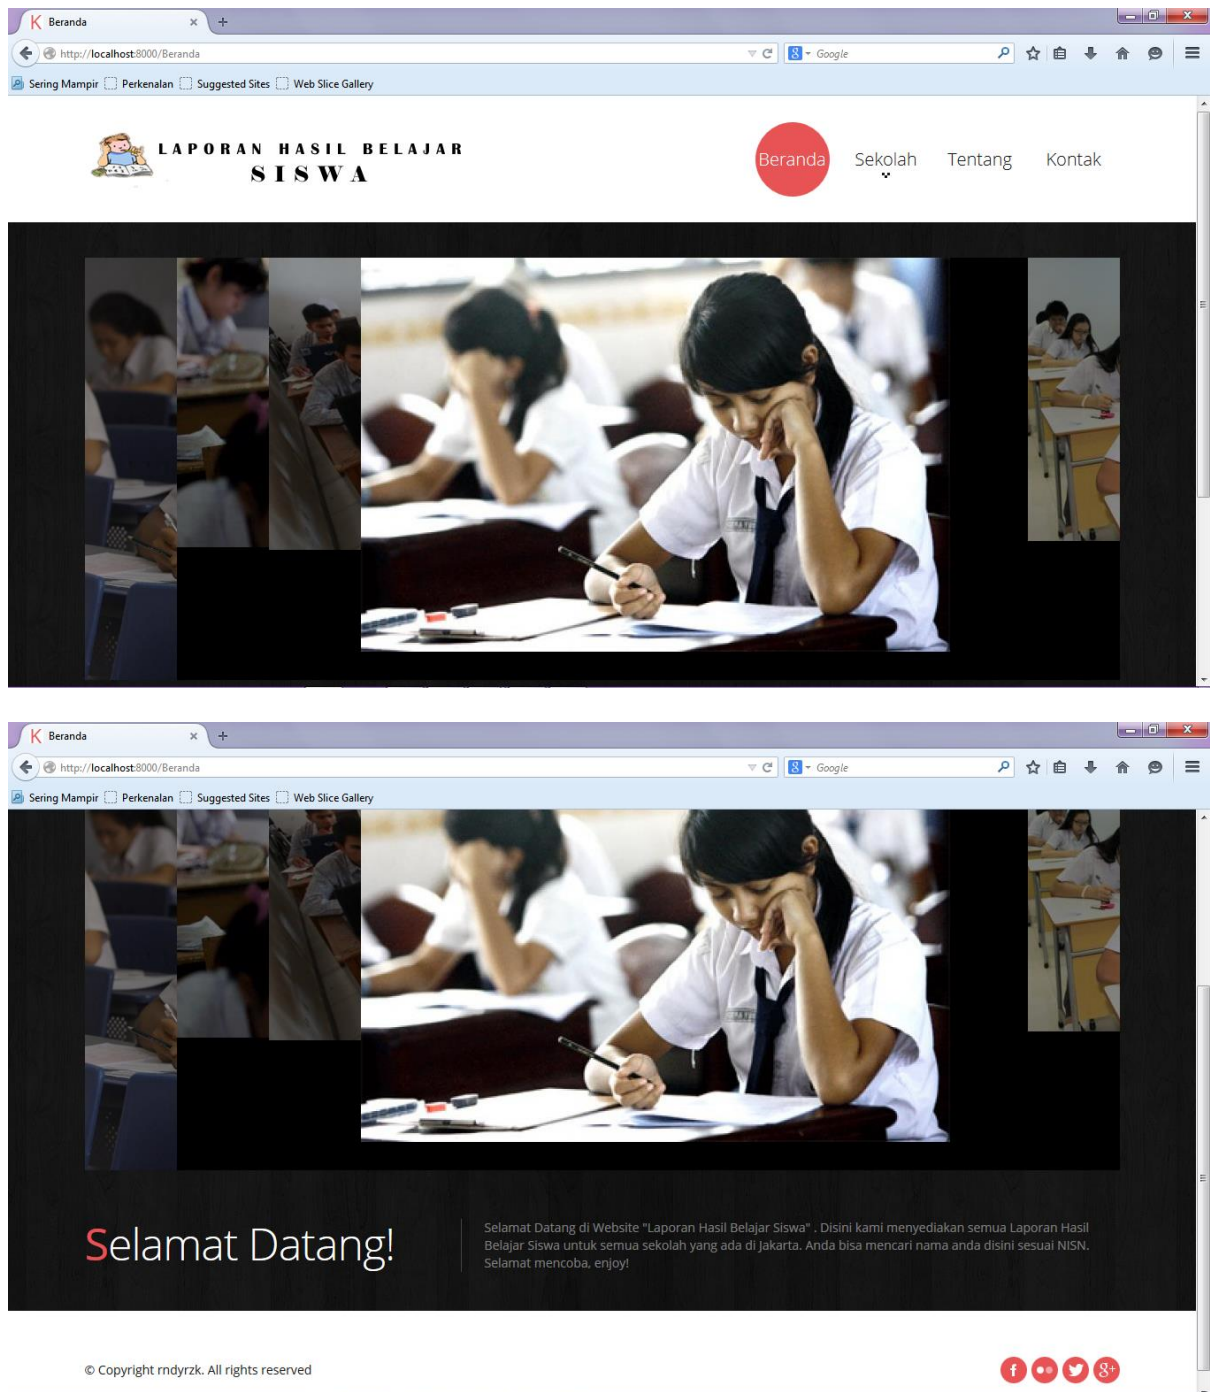 K Beranda
http://localhost:8000/Beranda
8 Google
Sering Mampir Perkenalan Suggested Sites Web Slice Gallery
LAPORAN HASIL BELAJAR
SISWA
Beranda Sekolah Tentang Kontak
K Beranda
http://localhost:8000/Beranda
8 Google
Sering Mampir Perkenalan Suggested Sites Web Slice Gallery
Selamat Datang!
Selamat Datang di Website "Laporan Hasil Belajar Siswa" . Disini kami menyediakan semua Laporan Hasil
Belajar Siswa untuk semua sekolah yang ada di Jakarta. Anda bisa mencari nama anda disini sesuai NISN.
Selamat mencoba, enjoy!
© Copyright rndyrzk. All rights reserved
f 8+